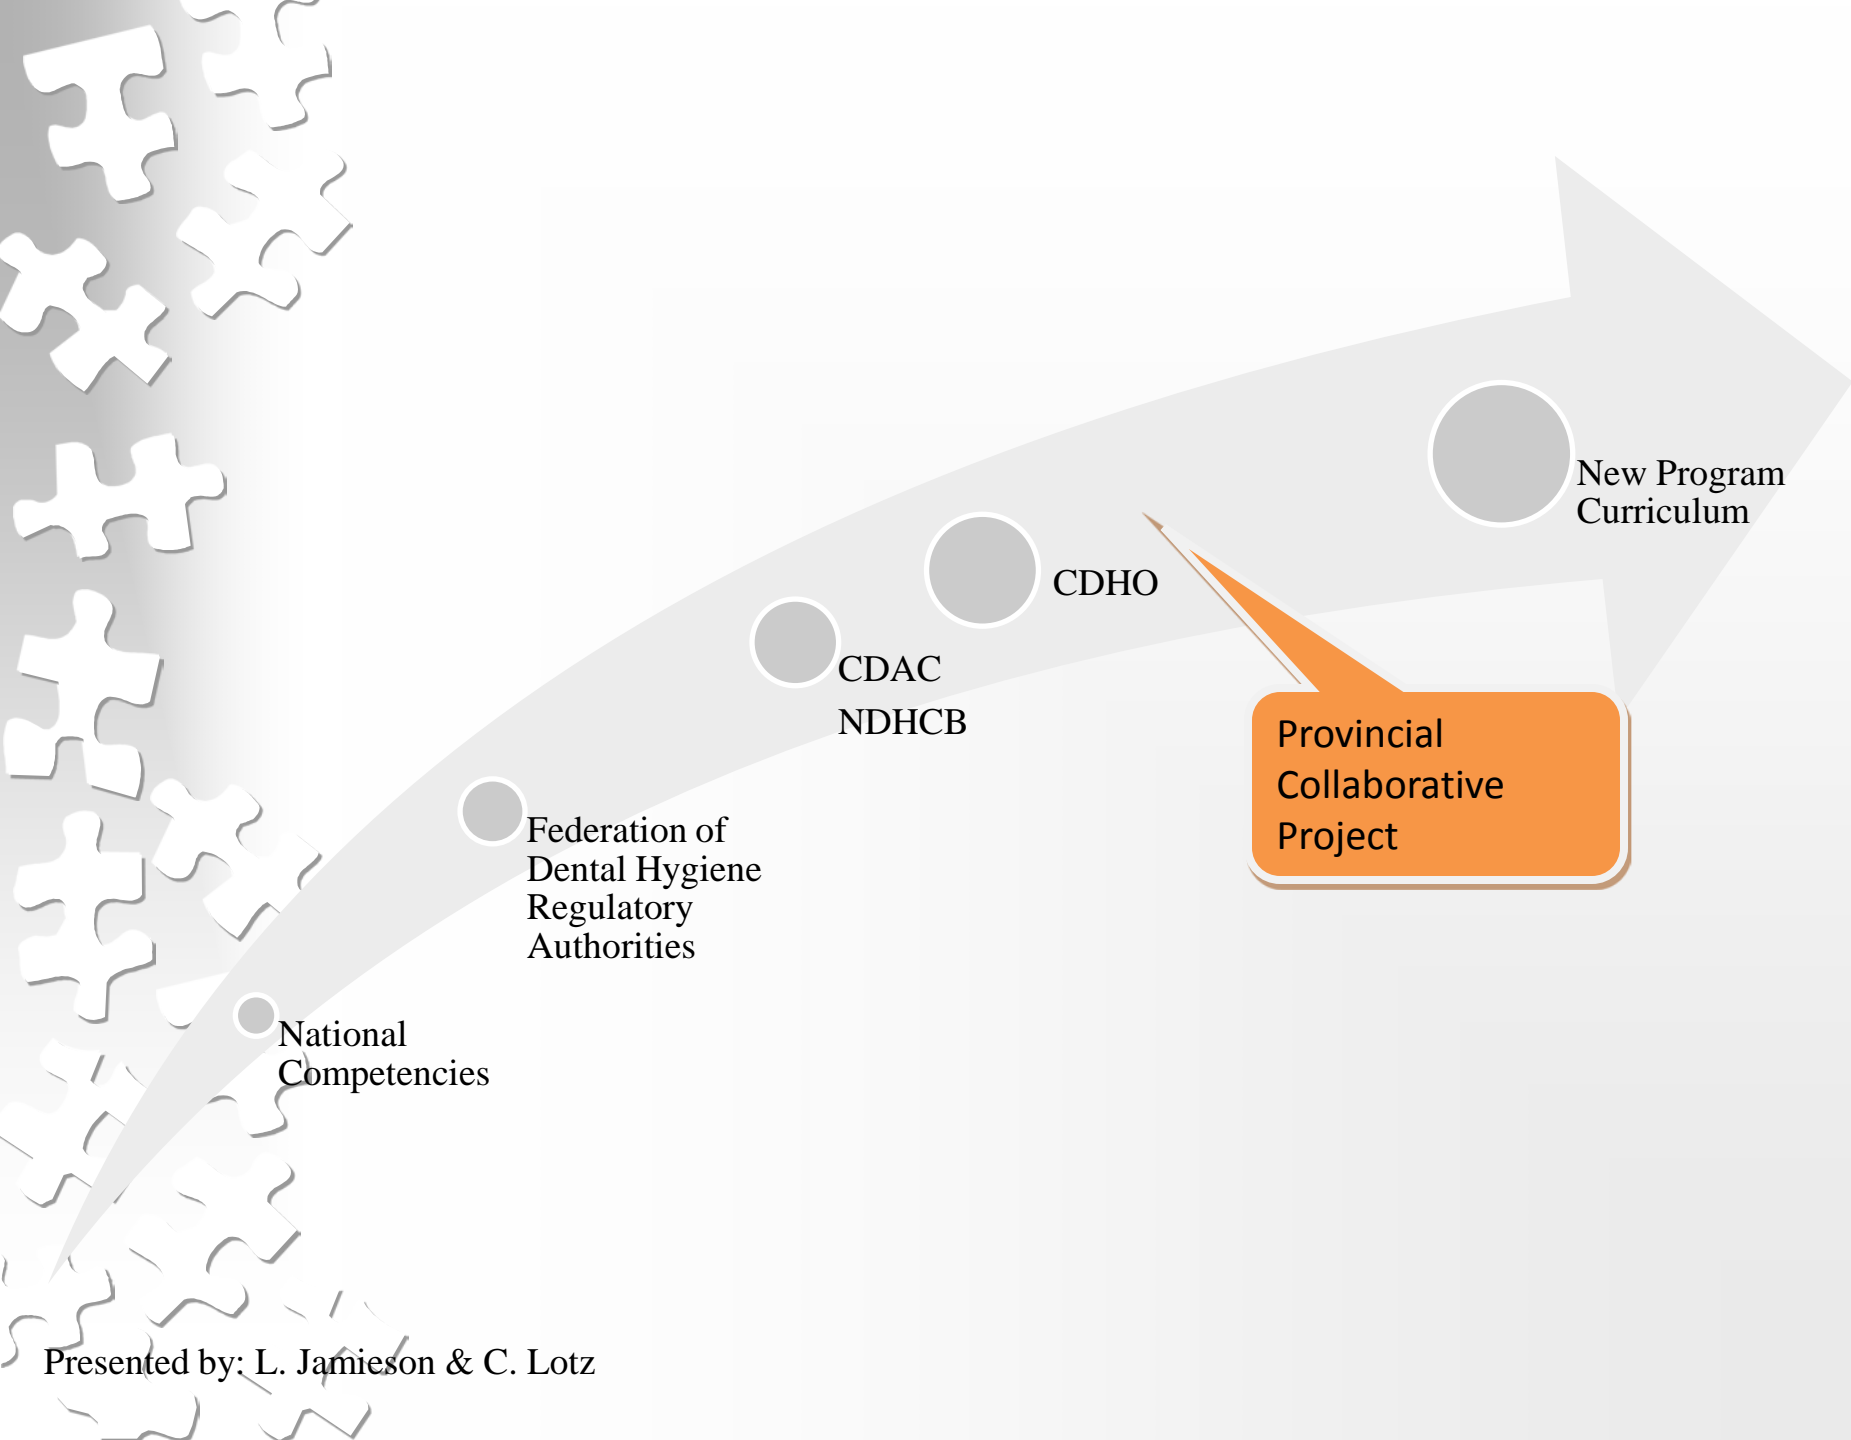 New Program
Curriculum
CDHO
CDAC
NDHCB
Provincial
Collaborative
Project
Federation of
Dental Hygiene
Regulatory
Authorities
National
Competencies
Presented by: L. Jamieson & C. Lotz